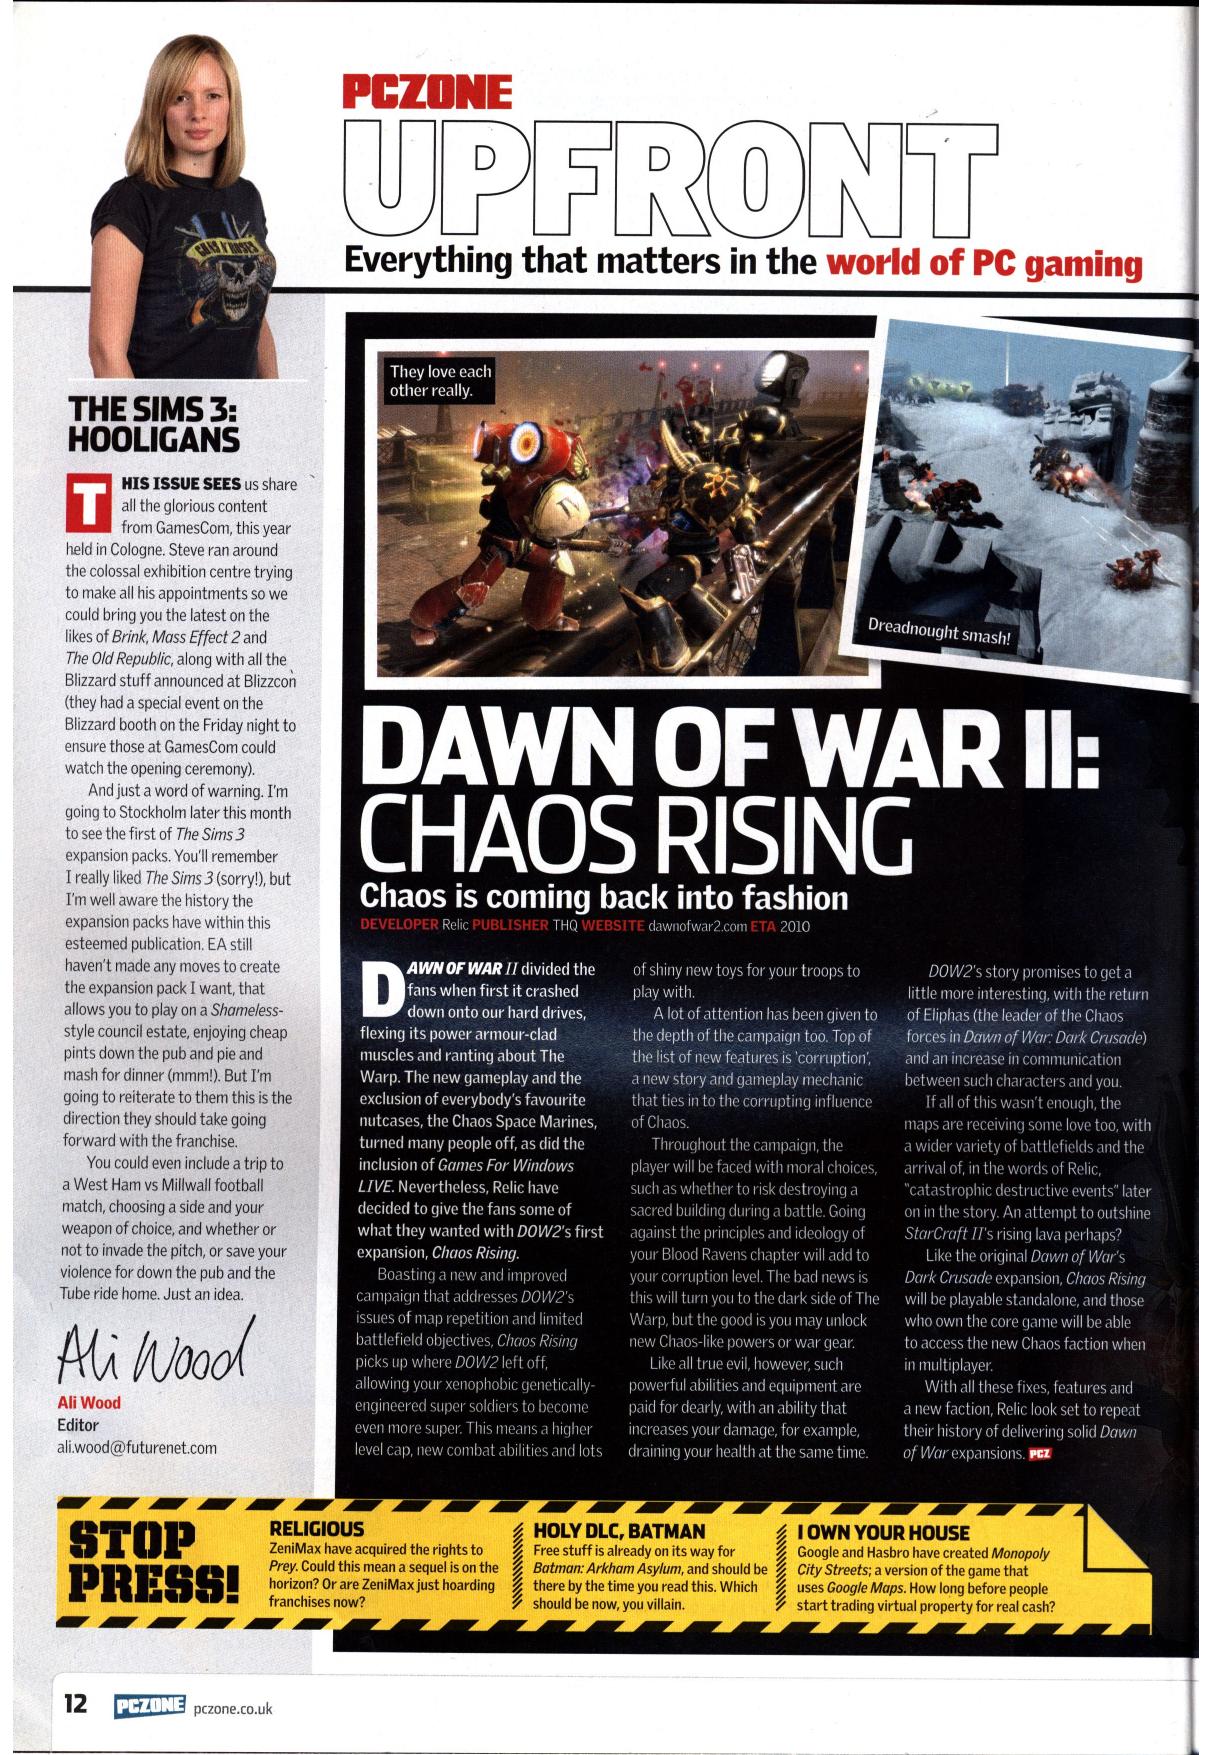 PCZONE
UPFRONT
Everything that matters in the world of PC gaming
GUNS N' ROSES
THE SIMS 3:
HOOLIGANS
THIS ISSUE SEES us share
all the glorious content
from GamesCom, this year
held in Cologne. Steve ran around
the colossal exhibition centre trying
to make all his appointments so we
could bring you the latest on the
likes of Brink, Mass Effect 2 and
The Old Republic, along with all the
Blizzard stuff announced at Blizzcon
(they had a special event on the
Blizzard booth on the Friday night to
ensure those at GamesCom could
watch the opening ceremony).
And just a word of warning. I'm
going to Stockholm later this month
to see the first of The Sims 3
expansion packs. You'll remember
I really liked The Sims 3 (sorry!), but
I'm well aware the history the
expansion packs have within this
esteemed publication. EA still
haven't made any moves to create
the expansion pack I want, that
allows you to play on a Shameless-
style council estate, enjoying cheap
pints down the pub and pie and
mash for dinner (mmm!). But I'm
going to reiterate to them this is the
direction they should take going
forward with the franchise.
You could even include a trip to
a West Ham vs Millwall football
match, choosing a side and your
weapon of choice, and whether or
not to invade the pitch, or save your
violence for down the pub and the
Tube ride home. Just an idea.
Ali Wood
Ali Wood
Editor
ali.wood@futurenet.com
They love each
other really.
Dreadnought smash!
DAWN OF WAR II:
CHAOS RISING
Chaos is coming back into fashion
DEVELOPER Relic PUBLISHER THQ WEBSITE dawnofwar2.com ETA 2010
DAWN OF WAR II divided the
fans when first it crashed
down onto our hard drives,
flexing its power armour-clad
muscles and ranting about The
Warp. The new gameplay and the
exclusion of everybody's favourite
nutcases, the Chaos Space Marines,
turned many people off, as did the
inclusion of Games For Windows
LIVE. Nevertheless, Relic have
decided to give the fans some of
what they wanted with DOW2's first
expansion, Chaos Rising.
Boasting a new and improved
campaign that addresses DOW2's
issues of map repetition and limited
battlefield objectives, Chaos Rising
picks up where DOW2 left off,
allowing your xenophobic genetically-
engineered super soldiers to become
even more super. This means a higher
level cap, new combat abilities and lots
of shiny new toys for your troops to
play with.
A lot of attention has been given to
the depth of the campaign too. Top of
the list of new features is 'corruption',
a new story and gameplay mechanic
that ties in to the corrupting influence
of Chaos.
Throughout the campaign, the
player will be faced with moral choices,
such as whether to risk destroying a
sacred building during a battle. Going
against the principles and ideology of
your Blood Ravens chapter will add to
your corruption level. The bad news is
this will turn you to the dark side of The
Warp, but the good is you may unlock
new Chaos-like powers or war gear.
Like all true evil, however, such
powerful abilities and equipment are
paid for dearly, with an ability that
increases your damage, for example,
draining your health at the same time.
DOW2's story promises to get a
little more interesting, with the return
of Eliphas (the leader of the Chaos
forces in Dawn of War: Dark Crusade)
and an increase in communication
between such characters and you.
If all of this wasn't enough, the
maps are receiving some love too, with
a wider variety of battlefields and the
arrival of, in the words of Relic,
"catastrophic destructive events" later
on in the story. An attempt to outshine
StarCraft II's rising lava perhaps?
Like the original Dawn of War's
Dark Crusade expansion, Chaos Rising
will be playable standalone, and those
who own the core game will be able
to access the new Chaos faction when
in multiplayer.
With all these fixes, features and
a new faction, Relic look set to repeat
their history of delivering solid Dawn
of War expansions. PCZ
STOP
PRESS!
RELIGIOUS
ZeniMax have acquired the rights to
Prey. Could this mean a sequel is on the
horizon? Or are ZeniMax just hoarding
franchises now?
HOLY DLC, BATMAN
Free stuff is already on its way for
Batman: Arkham Asylum, and should be
there by the time you read this. Which
should be now, you villain.
I OWN YOUR HOUSE
Google and Hasbro have created Monopoly
City Streets; a version of the game that
uses Google Maps. How long before people
start trading virtual property for real cash?
12 PCZONE pczone.co.uk